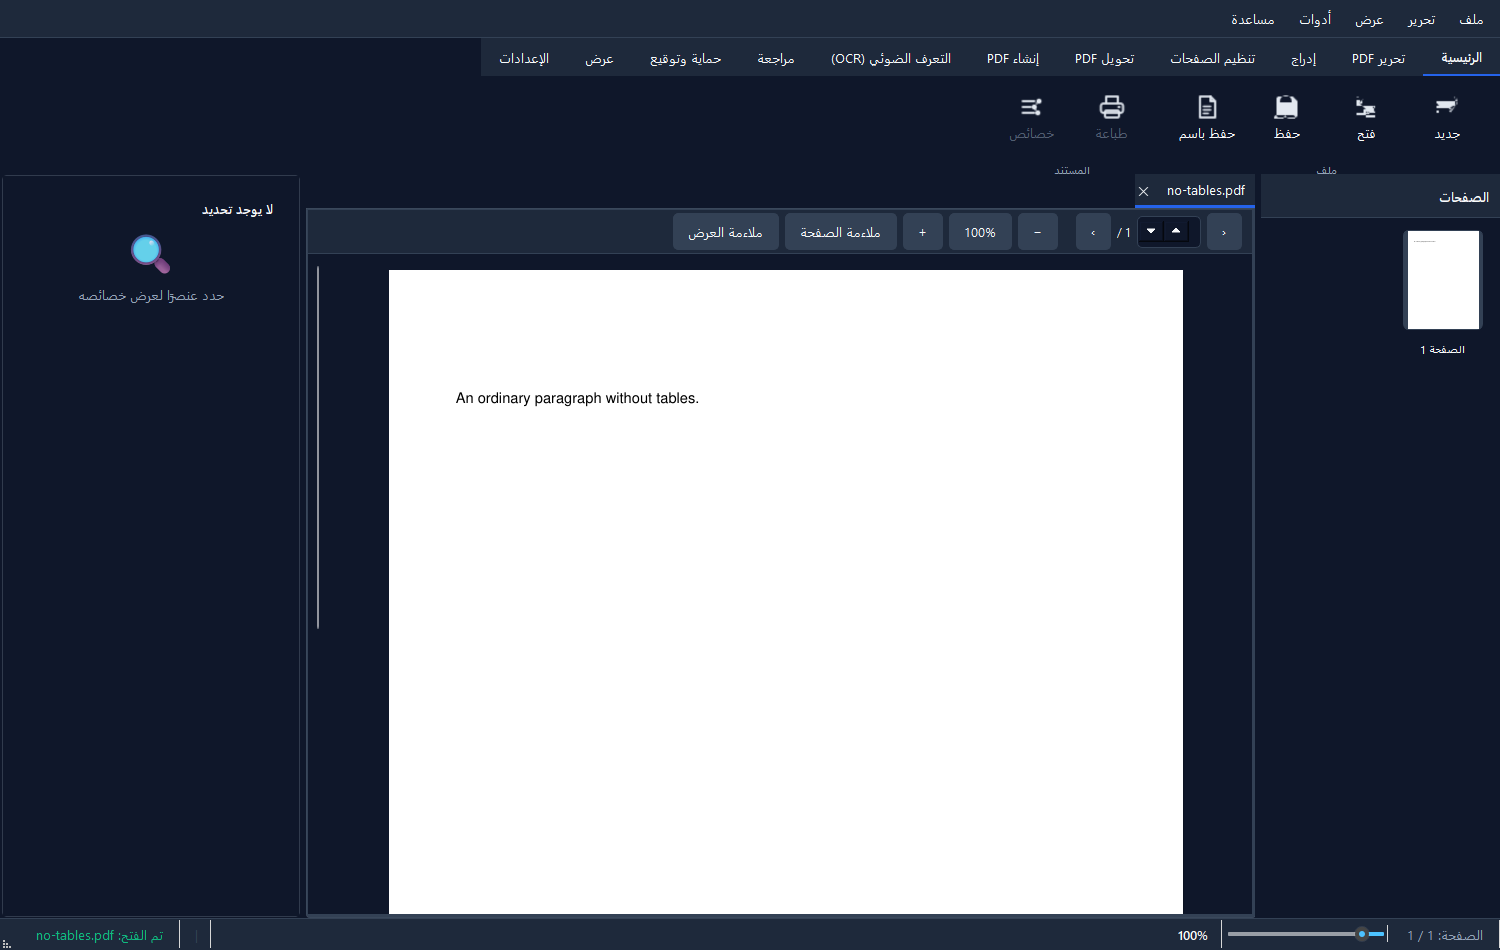 ملف تحرير عرض أدوات مساعدة
الرئيسية تحرير PDF إدراج تنظيم الصفحات تحويل PDF إنشاء PDF التعرف الضوئي (OCR) مراجعة حماية وتوقيع عرض الإعدادات
جديد فتح حفظ حفظ باسم طباعة خصائص
ملف المستند
الصفحات
الصفحة 1
no-tables.pdf
› / 1 ‹ − 100% + ملاءمة الصفحة ملاءمة العرض
An ordinary paragraph without tables.
لا يوجد تحديد
حدد عنصرًا لعرض خصائصه
الصفحة: 1 / 1 100% تم الفتح: no-tables.pdf